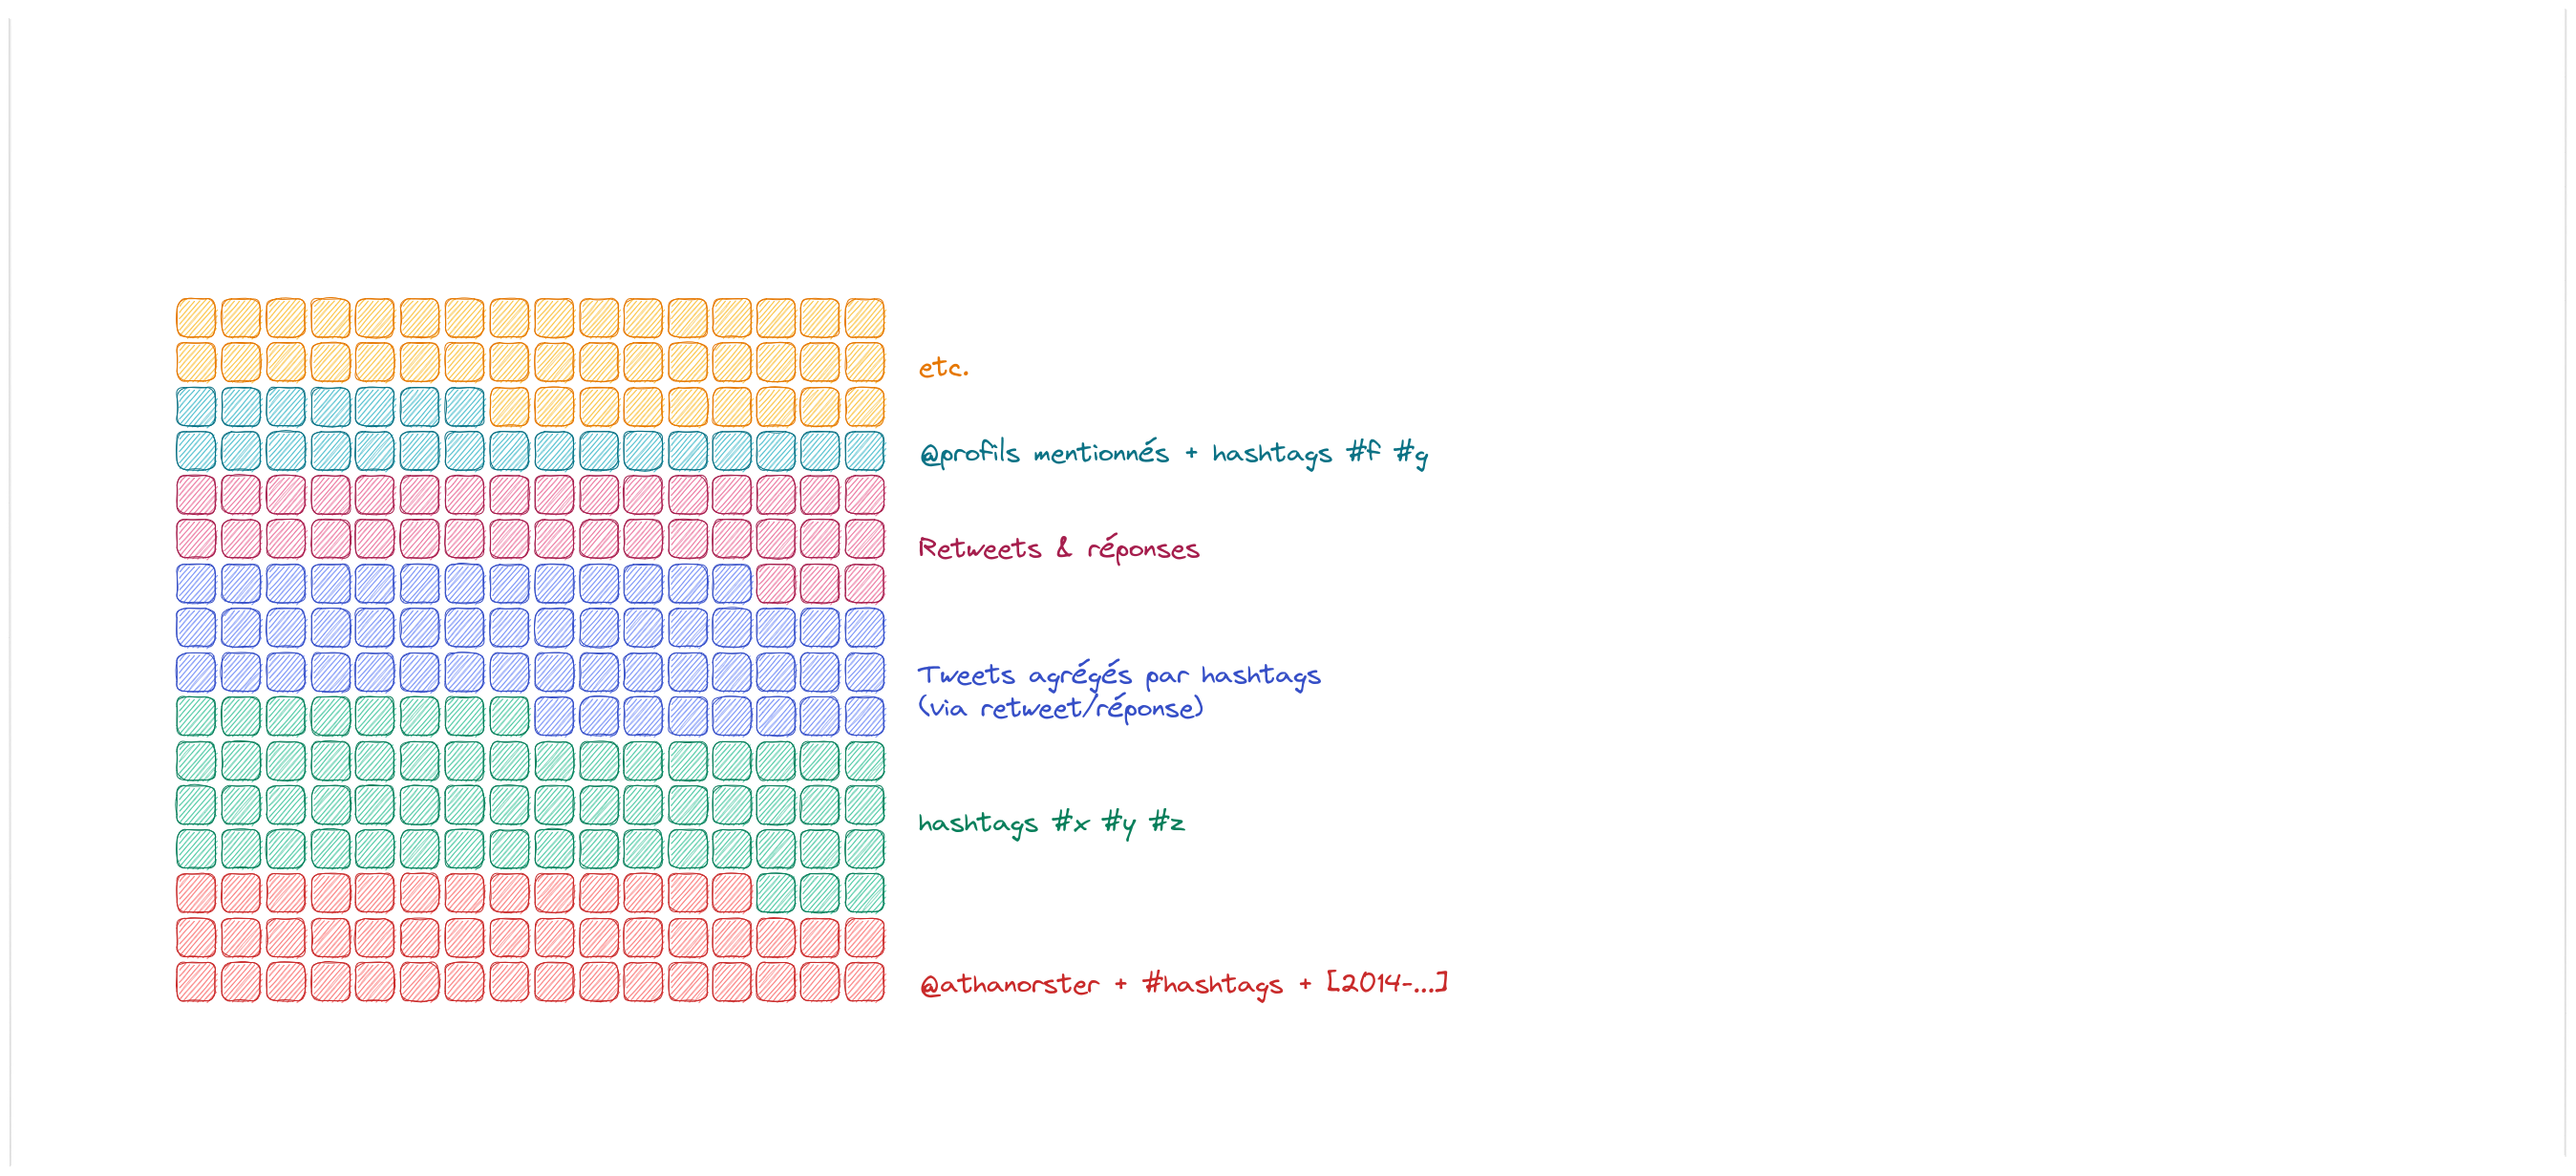 etc.
@profils mentionnés + hashtags #f #g
Retweets & réponses
Tweets agrégés par hashtags
(via retweet/réponse)
hashtags #x #y #z
@athanorster + #hashtags + [2014-...]